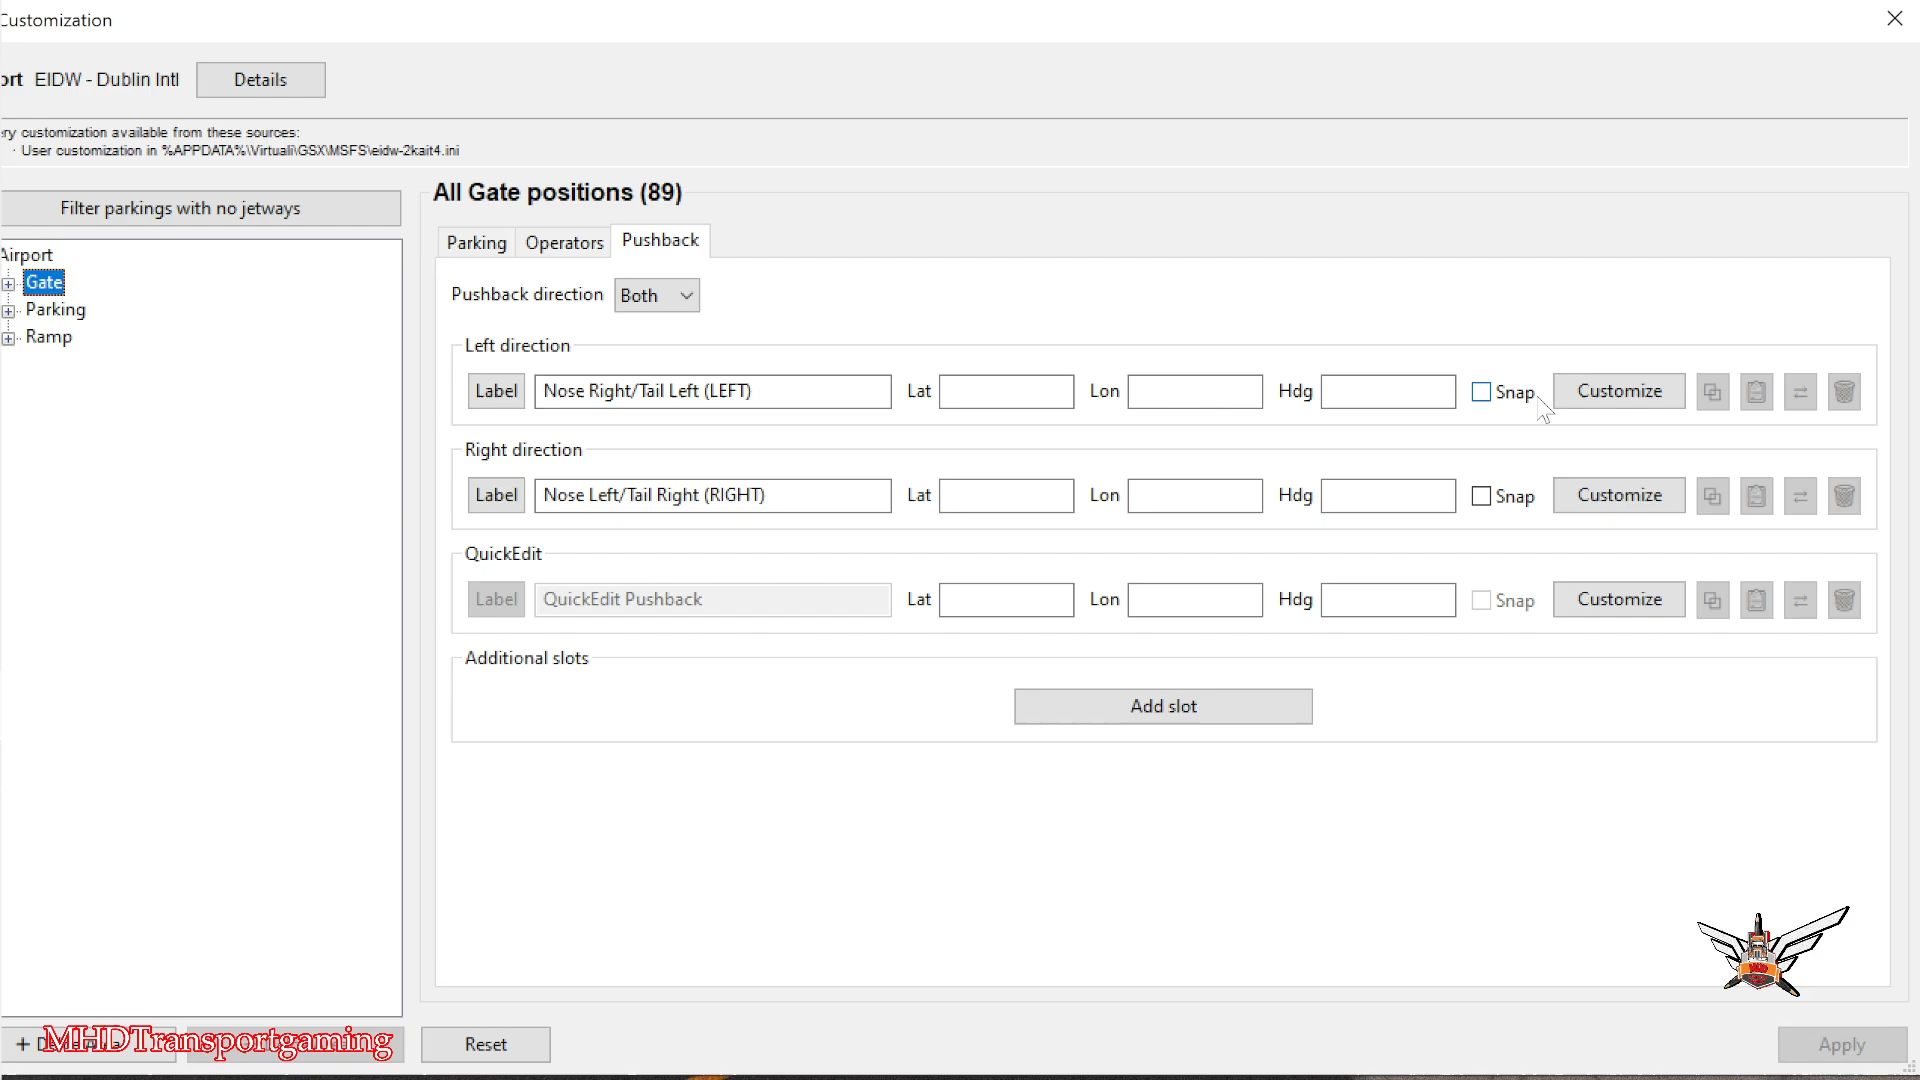 Customization
ort EIDW - Dublin Intl Details
ry customization available from these sources:
· User customization in %APPDATA%\Virtuali\GSX\MSFS\eidw-2kait4.ini
Filter parkings with no jetways
Airport
Gate
Parking
Ramp
All Gate positions (89)
Parking Operators Pushback
Pushback direction Both
Left direction
Label Nose Right/Tail Left (LEFT) Lat Lon Hdg Snap Customize
Right direction
Label Nose Left/Tail Right (RIGHT) Lat Lon Hdg Snap Customize
QuickEdit
Label QuickEdit Pushback Lat Lon Hdg Snap Customize
Additional slots
Add slot
MHDTransportgaming
Reset
Apply